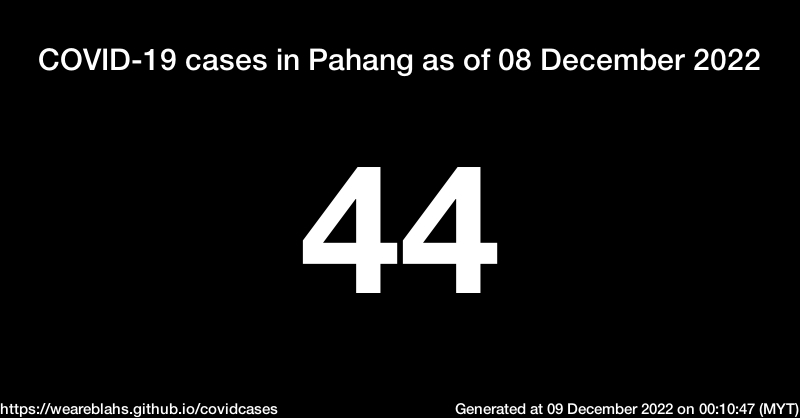 COVID-19 cases in Pahang as of 08 December 2022
44
https://weareblahs.github.io/covidcases
Generated at 09 December 2022 on 00:10:47 (MYT)